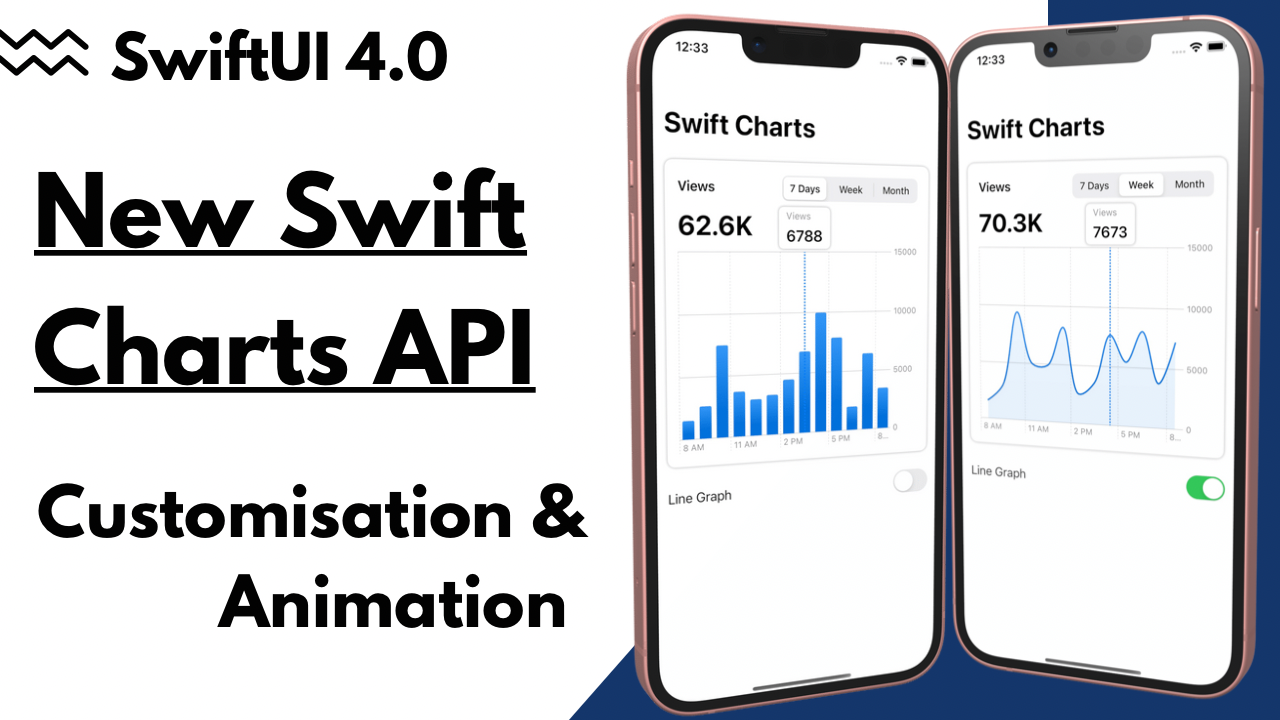 SwiftUI 4.0
New Swift
Charts API
Customisation &
Animation
12:33
Swift Charts
Views
7 Days Week Month
62.6K
Views
6788
15000
10000
5000
0
8 AM 11 AM 2 PM 5 PM 8...
Line Graph
12:33
Swift Charts
Views
7 Days Week Month
70.3K
Views
7673
15000
10000
5000
0
8 AM 11 AM 2 PM 5 PM 8...
Line Graph